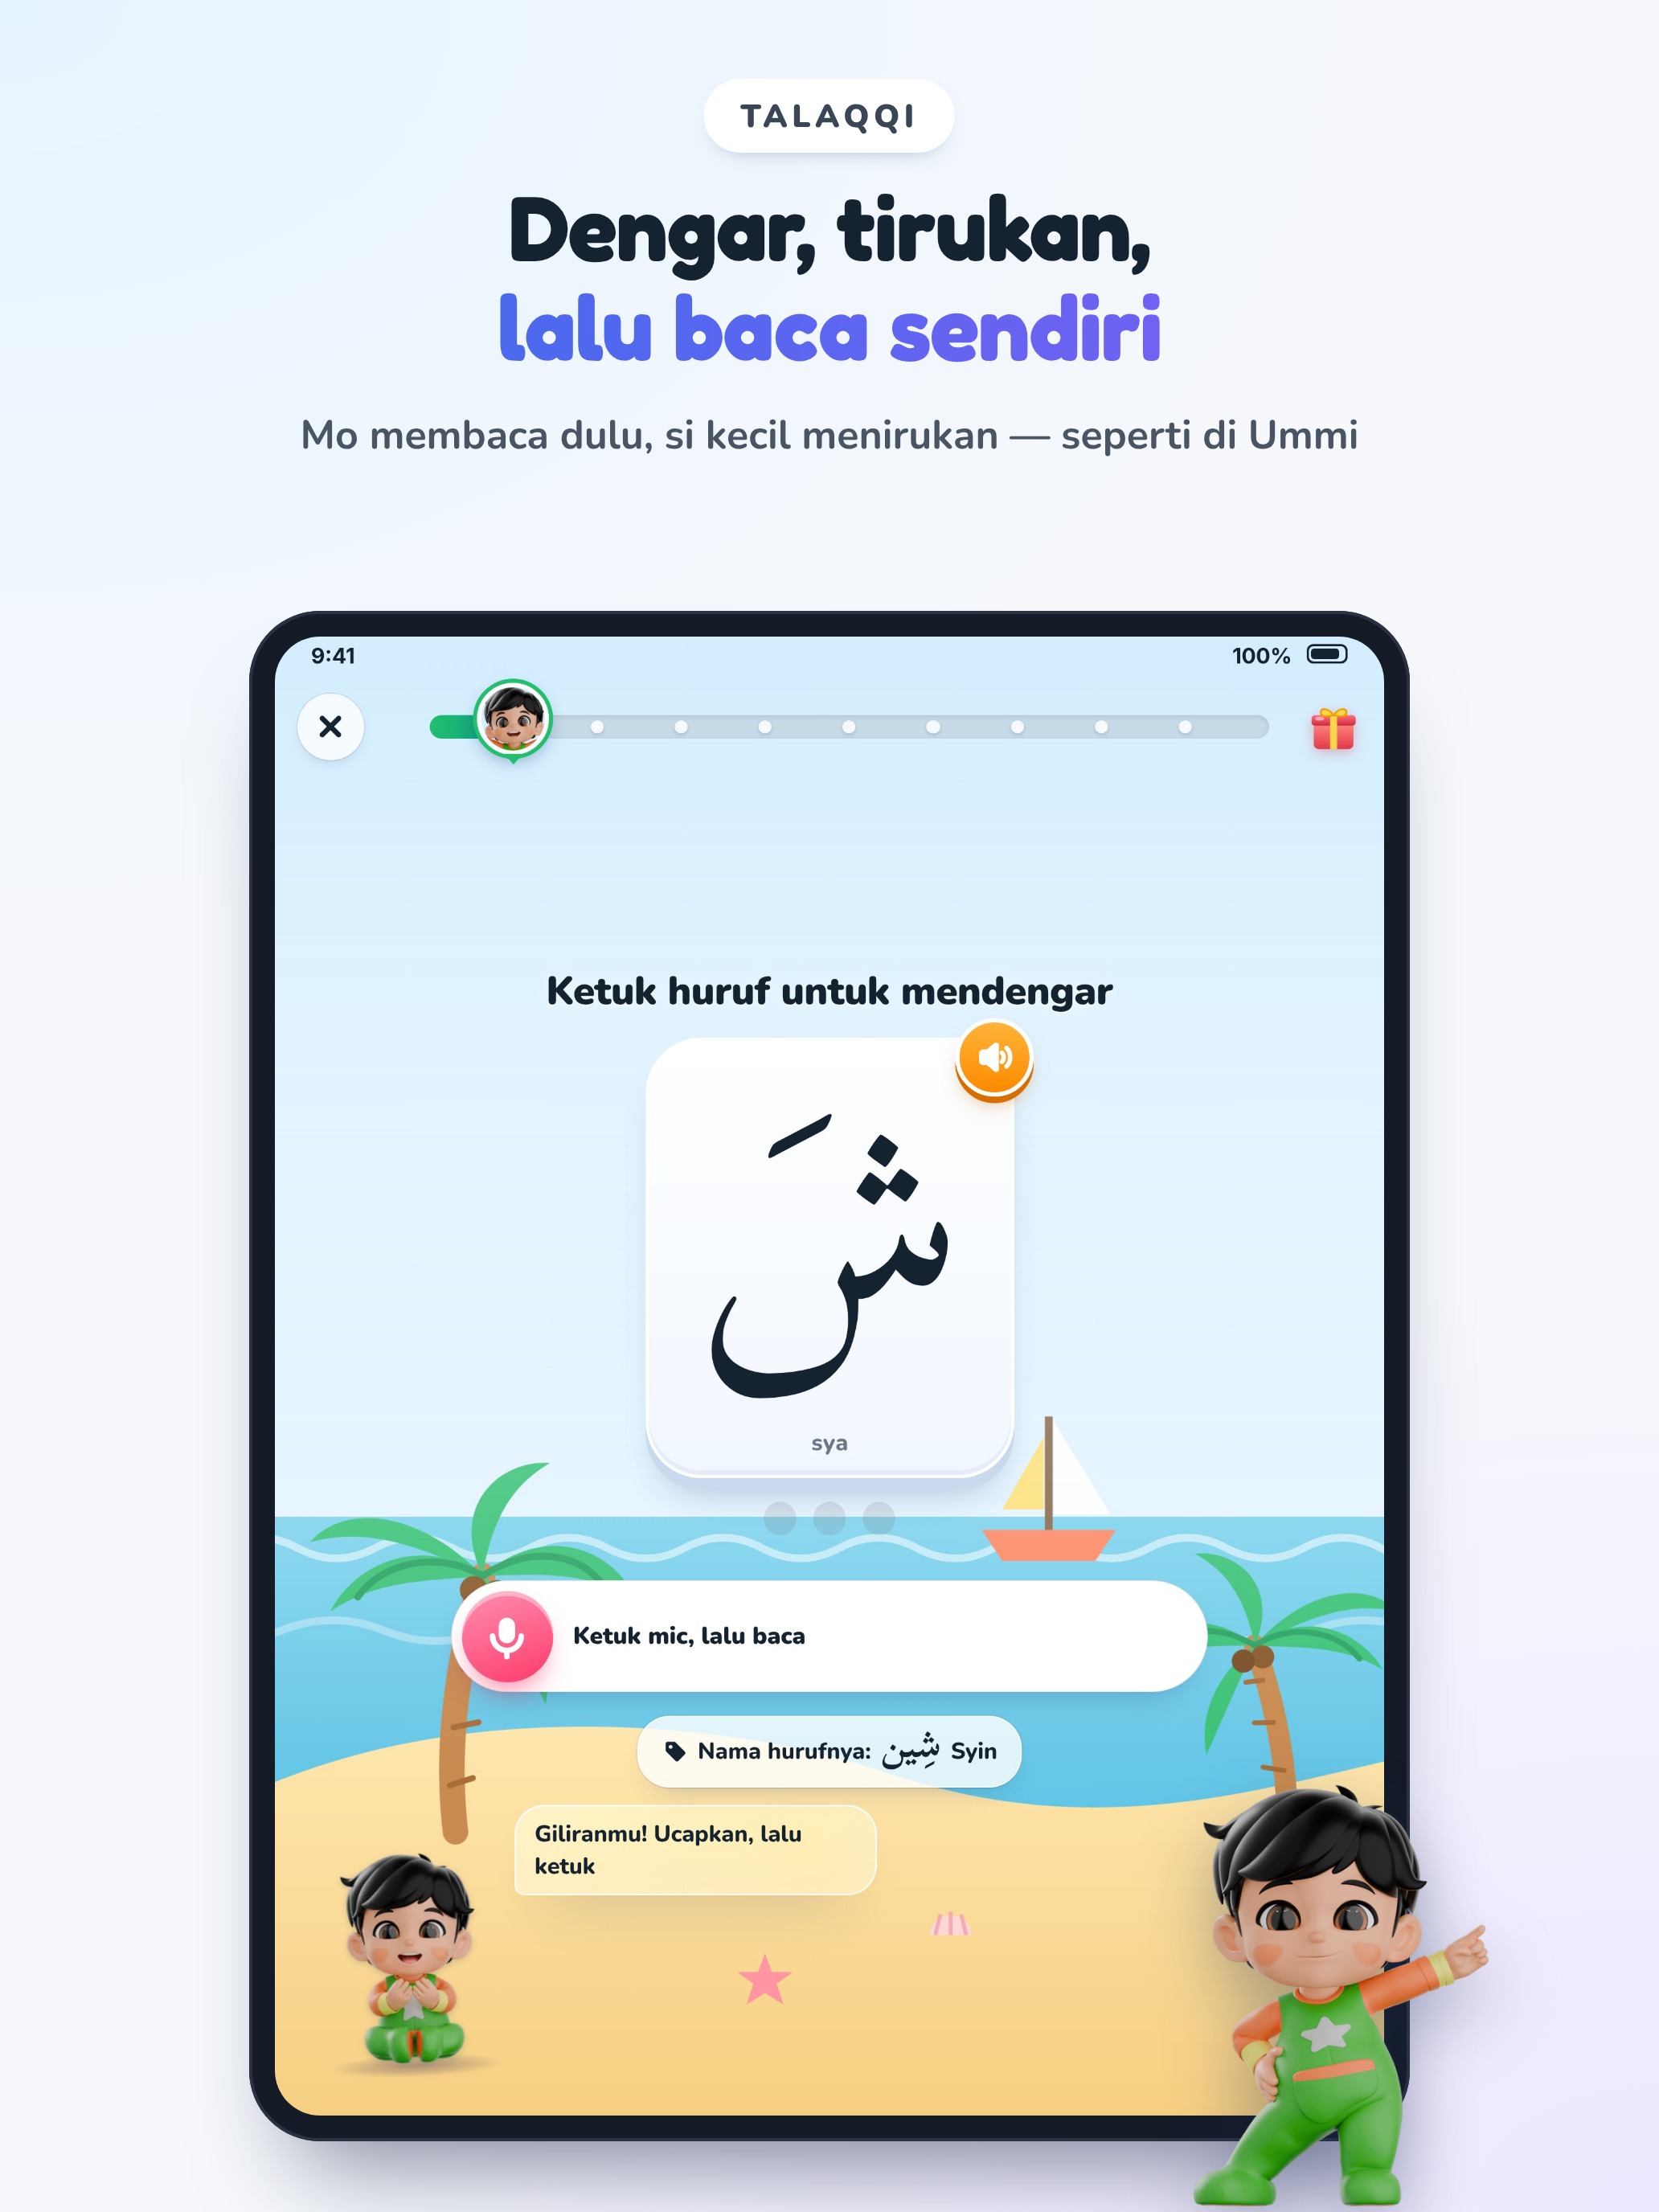 TALAQQI
Dengar, tirukan,
lalu baca sendiri
Mo membaca dulu, si kecil menirukan — seperti di Ummi
9:41
100%
Ketuk huruf untuk mendengar
شَ
sya
Ketuk mic, lalu baca
Nama hurufnya: شِين Syin
Giliranmu! Ucapkan, lalu
ketuk